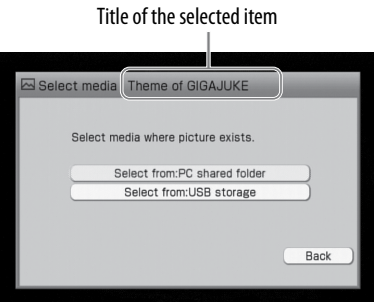 Title of the selected item
Select media Theme of GIGAJUKE
Select media where picture exists.
Select from:PC shared folder
Select from:USB storage
Back